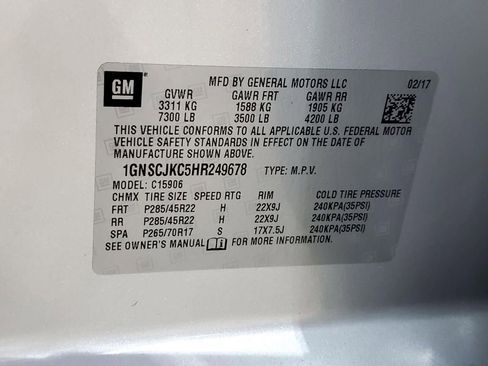 GM
MFD BY GENERAL MOTORS LLC 02/17
GVWR GAWR FRT GAWR RR
3311 KG 1588 KG 1905 KG
7300 LB 3500 LB 4200 LB
THIS VEHICLE CONFORMS TO ALL APPLICABLE U.S. FEDERAL MOTOR
VEHICLE SAFETY STANDARDS IN EFFECT ON THE DATE OF
MANUFACTURE SHOWN ABOVE.
1GNSCJKC5HR249678 TYPE: M.P.V.
MODEL: C15906
CHMX TIRE SIZE SPEED RTG RIM COLD TIRE PRESSURE
FRT P285/45R22 H 22X9J 240KPA(35PSI)
RR P285/45R22 H 22X9J 240KPA(35PSI)
SPA P265/70R17 S 17X7.5J 240KPA(35PSI)
SEE OWNER'S MANUAL FOR MORE INFORMATION.